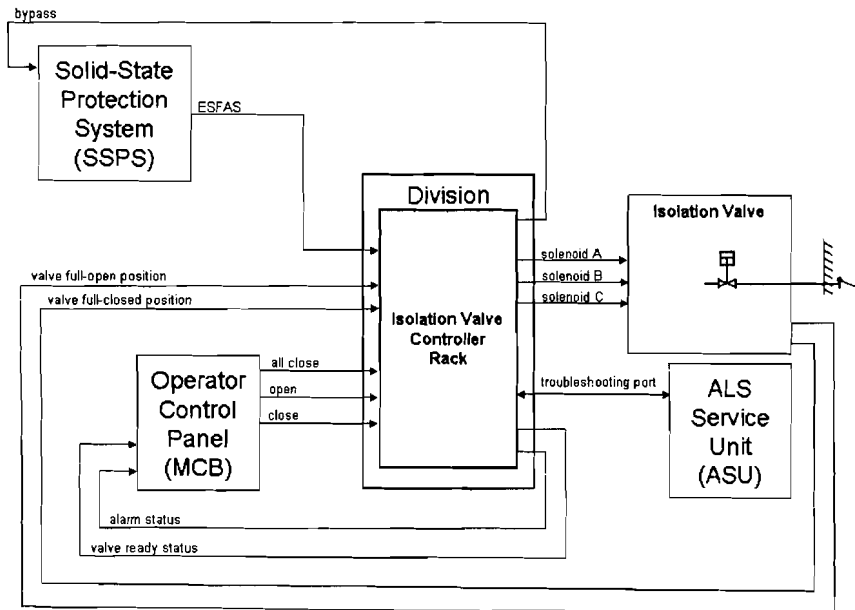 bypass
Solid-State
Protection
System
(SSPS)
ESFAS
Division
Isolation Valve
Controller
Rack
Isolation Valve
solenoid A
solenoid B
solenoid C
valve full-open position
valve full-closed position
Operator
Control
Panel
(MCB)
all close
open
close
troubleshooting port
ALS
Service
Unit
(ASU)
alarm status
valve ready status